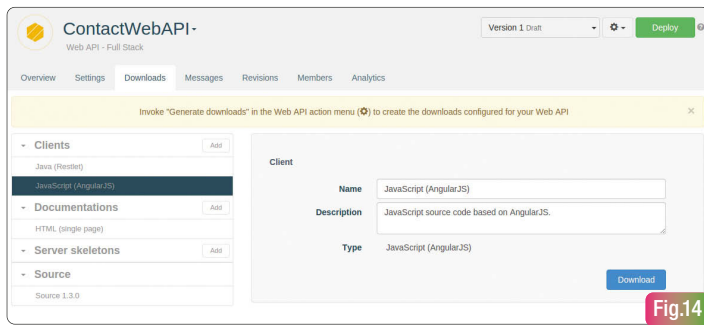 ContactWebAPI
Web API - Full Stack
Version 1 Draft
Deploy
Overview Settings Downloads Messages Revisions Members Analytics
Invoke "Generate downloads" in the Web API action menu () to create the downloads configured for your Web API
Clients Add
Java (Restlet)
JavaScript (AngularJS)
Documentations Add
HTML (single page)
Server skeletons Add
Source
Source 1.3.0
Client
Name JavaScript (AngularJS)
Description JavaScript source code based on AngularJS.
Type JavaScript (AngularJS)
Download
Fig.14